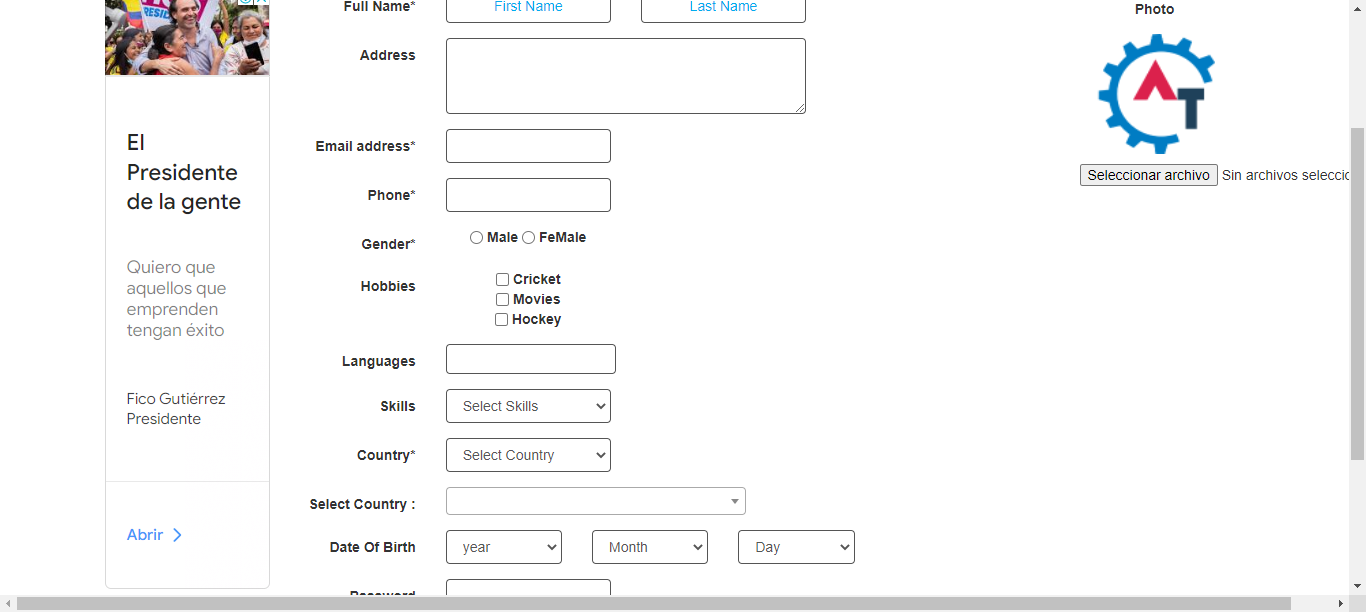 Full Name*
First Name
Last Name
Photo
Address
Email address*
Phone*
Gender*
Male
FeMale
Hobbies
Cricket
Movies
Hockey
Languages
Skills
Select Skills
Country*
Select Country
Select Country :
Date Of Birth
year
Month
Day
Password
AT
Seleccionar archivo
Sin archivos seleccic
PRESID
El
Presidente
de la gente
Quiero que
aquellos que
emprenden
tengan éxito
Fico Gutiérrez
Presidente
Abrir